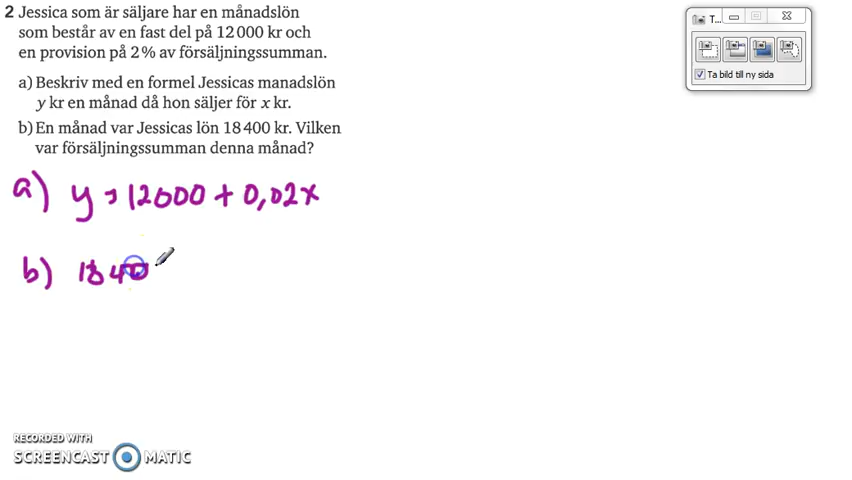 2 Jessica som är säljare har en månadslön
som består av en fast del på 12 000 kr och
en provision på 2 % av försäljningssumman.
a) Beskriv med en formel Jessicas manadslön
y kr en månad då hon säljer för x kr.
b) En månad var Jessicas lön 18 400 kr. Vilken
var försäljningssumman denna månad?
a) y = 12000 + 0,02x
b) 1840
T...
Ta bild till ny sida
RECORDED WITH
SCREENCAST MATIC